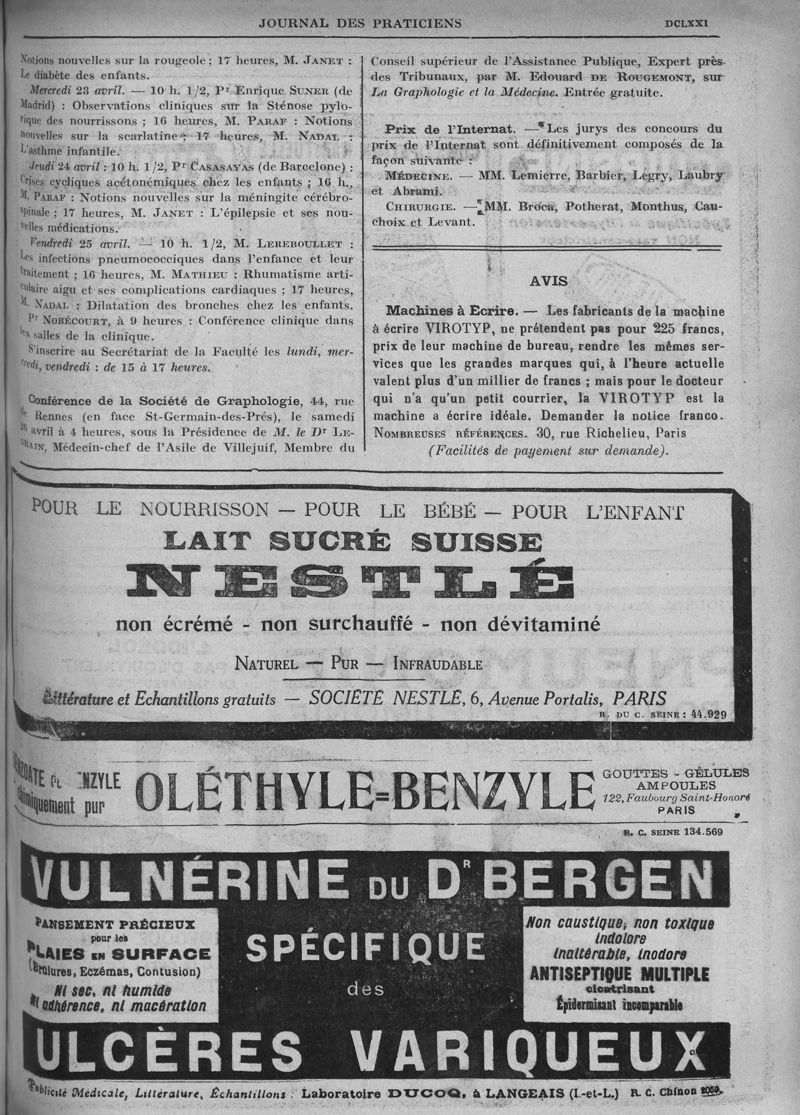 JOURNAL DES PRATICIENS
DCLXXI
Notions nouvelles sur la rougeole ; 17 heures, M. JANET :
Le diabète des enfants.
Mercredi 23 avril. — 10 h. 1/2, Pr Enrique SUNER (de
Madrid) : Observations cliniques sur la Sténose pylo-
rique des nourrissons ; 16 heures, M. PARAF : Notions
nouvelles sur la scarlatine ; 17 heures, M. NADAL :
L'asthme infantile.
Jeudi 24 avril : 10 h. 1/2, Pr CASASAYAS (de Barcelone) :
Crises cycliques acétonémiques chez les enfants ; 16 h.,
M. PARAF : Notions nouvelles sur la méningite cérébro-
spinale ; 17 heures, M. JANET : L'épilepsie et ses nou-
velles médications.
Vendredi 25 avril. — 10 h. 1/2, M. LEREBOULLET :
Les infections pneumococciques dans l'enfance et leur
traitement ; 16 heures, M. MATHIEU : Rhumatisme arti-
culaire aigu et ses complications cardiaques ; 17 heures,
M. NADAL : Dilatation des bronches chez les enfants.
Pr NOBÉCOURT, à 9 heures : Conférence clinique dans
les salles de la clinique.
S'inscrire au Secrétariat de la Faculté les lundi, mer-
credi, vendredi : de 15 à 17 heures.
Conférence de la Société de Graphologie, 44, rue
de Rennes (en face St-Germain-des-Prés), le samedi
26 avril à 4 heures, sous la Présidence de M. le Dr LE-
GRAIN, Médecin-chef de l'Asile de Villejuif, Membre du
Conseil supérieur de l'Assistance Publique, Expert près-
des Tribunaux, par M. Edouard DE ROUGEMONT, sur
La Graphologie et la Médecine. Entrée gratuite.
Prix de l'Internat. — Les jurys des concours du
prix de l'Internat sont définitivement composés de la
façon suivante :
MÉDECINE. — MM. Lemierre, Barbier, Legry, Laubry
et Abrami.
CHIRURGIE. — MM. Broca, Potherat, Monthus, Cau-
choix et Levant.
AVIS
Machines à Ecrire. — Les fabricants de la machine
à écrire VIROTYP, ne prétendent pas pour 225 francs,
prix de leur machine de bureau, rendre les mêmes ser-
vices que les grandes marques qui, à l'heure actuelle
valent plus d'un millier de francs ; mais pour le docteur
qui n'a qu'un petit courrier, la VIROTYP est la
machine a écrire idéale. Demander la notice franco.
NOMBREUSES RÉFÉRENCES. 30, rue Richelieu, Paris
(Facilités de payement sur demande).
POUR LE NOURRISSON — POUR LE BÉBÉ — POUR L'ENFANT
LAIT SUCRÉ SUISSE
NESTLÉ
non écrémé - non surchauffé - non dévitaminé
NATUREL — PUR — INFRAUDABLE
Littérature et Echantillons gratuits — SOCIÉTÉ NESTLÉ, 6, Avenue Portalis, PARIS
R. DU C. SEINE : 44.929
BENZOATE DE BENZYLE
chimiquement pur
OLÉTHYLE=BENZYLE
GOUTTES - GÉLULES
AMPOULES
122, Faubourg Saint-Honoré
PARIS
R. C. SEINE 134.569
VULNÉRINE DU Dr BERGEN
PANSEMENT PRÉCIEUX
pour les
PLAIES EN SURFACE
(Brûlures, Eczémas, Contusion)
Ni sec, ni humide
Ni adhérence, ni macération
SPÉCIFIQUE
des
Non caustique, non toxique
indolore
inaltérable, inodore
ANTISEPTIQUE MULTIPLE
cicatrisant
Épidermisant incomparable
ULCÈRES VARIQUEUX
Publicité Médicale, Littérature, Échantillons : Laboratoire DUCOQ, à LANGEAIS (I.-et-L.) R. C. Chinon 2059